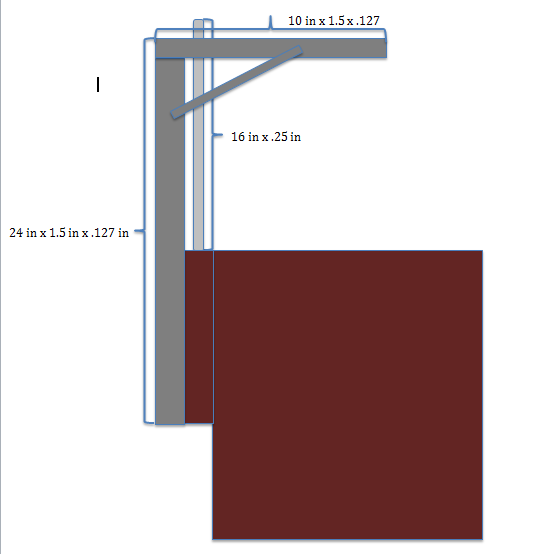 10 in x 1.5 x .127
16 in x .25 in
24 in x 1.5 in x .127 in